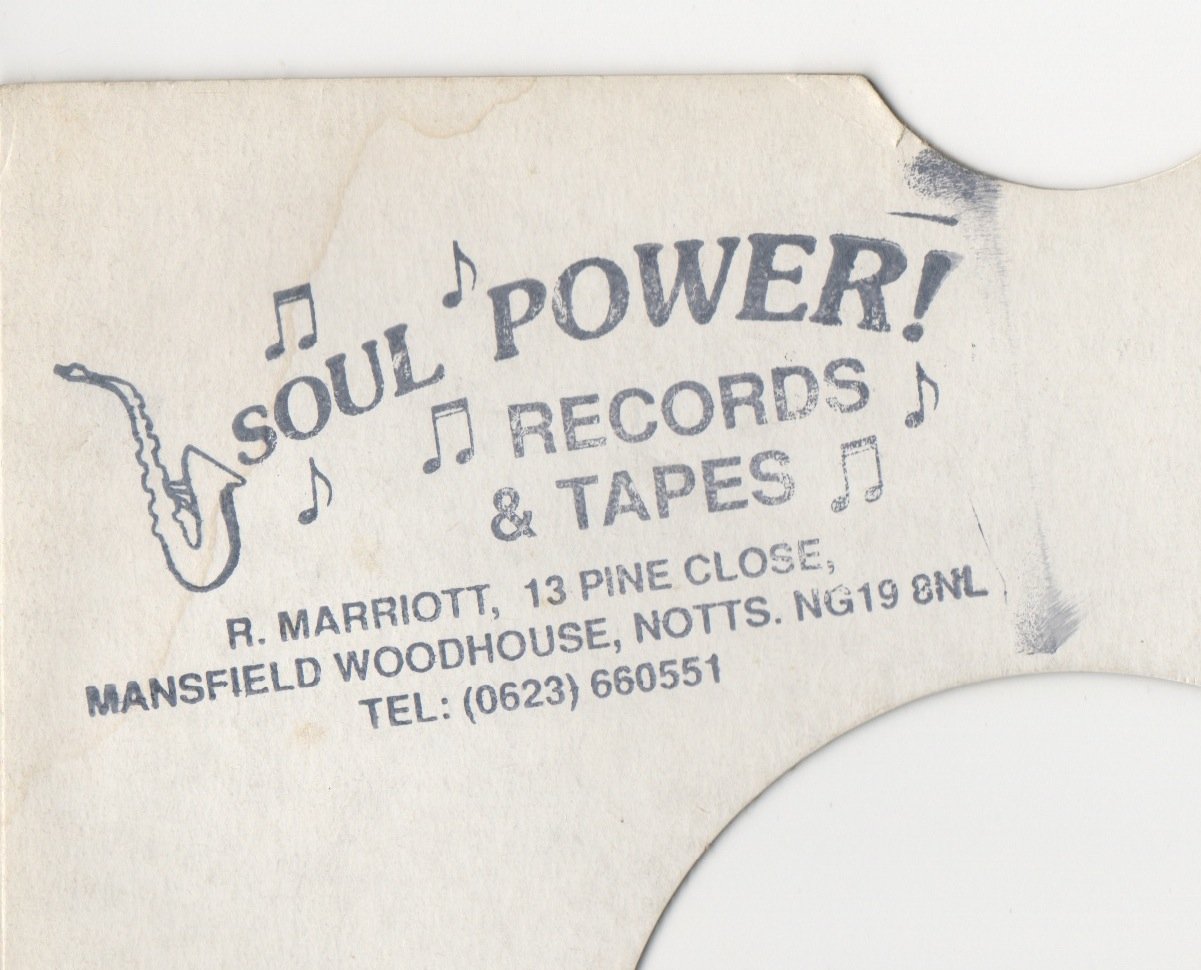 SOUL POWER!
RECORDS
& TAPES
R. MARRIOTT, 13 PINE CLOSE,
MANSFIELD WOODHOUSE, NOTTS. NG19 8NL
TEL: (0623) 660551